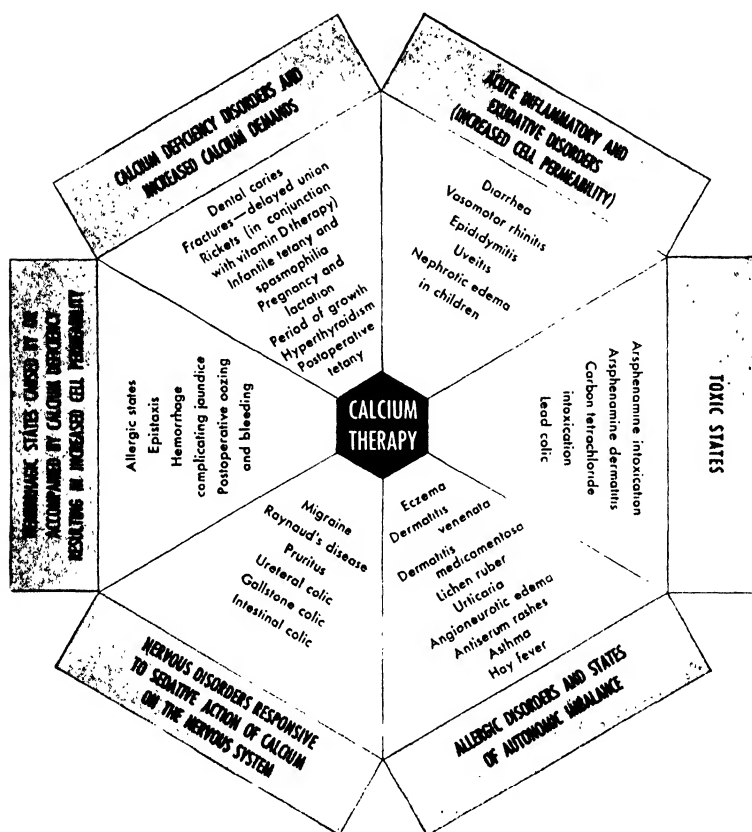 CALCIUM DEFICIENCY DISORDERS AND
INCREASED CALCIUM DEMANDS
Dental caries
Fractures—delayed union
Rickets (in conjunction
with vitamin D therapy)
Infantile tetany and
spasmophilia
Pregnancy and
lactation
Period of growth
Hyperthyroidism
Postoperative
tetany
ACUTE INFLAMMATORY AND
EXUDATIVE DISORDERS
(INCREASED CELL PERMEABILITY)
Diarrhea
Vasomotor rhinitis
Epididymitis
Uveitis
Nephrotic edema
in children
TOXIC STATES
Arsphenamine intoxication
Arsphenamine dermatitis
Carbon tetrachloride
intoxication
Lead colic
ALLERGIC DISORDERS AND STATES
OF AUTONOMIC IMBALANCE
Eczema
Dermatitis
venenata
Dermatitis
medicamentosa
Lichen ruber
Urticaria
Angioneurotic edema
Antiserum rashes
Asthma
Hay fever
NERVOUS DISORDERS RESPONSIVE
TO SEDATIVE ACTION OF CALCIUM
ON THE NERVOUS SYSTEM
Migraine
Raynaud's disease
Pruritus
Ureteral colic
Gallstone colic
Intestinal colic
HEMORRHAGIC STATES CAUSED BY OR
ACCOMPANIED BY CALCIUM DEFICIENCY
RESULTING IN INCREASED CELL PERMEABILITY
Allergic states
Epistaxis
Hemorrhage
complicating jaundice
Postoperative oozing
and bleeding
CALCIUM
THERAPY